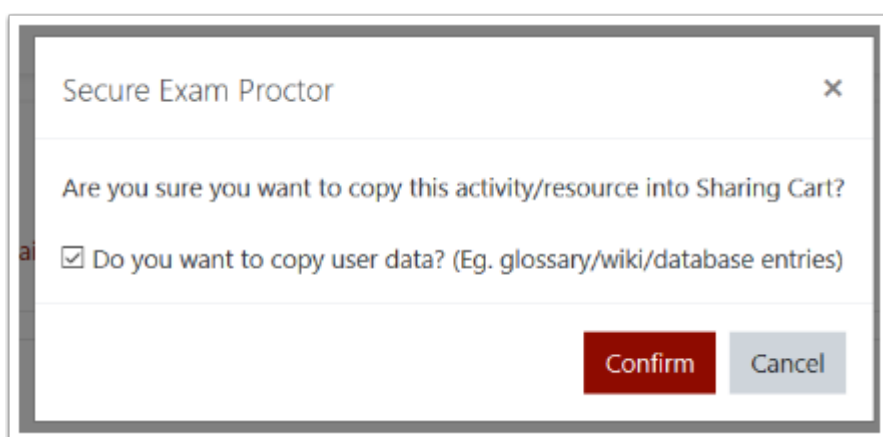 Secure Exam Proctor
Are you sure you want to copy this activity/resource into Sharing Cart?
Do you want to copy user data? (Eg. glossary/wiki/database entries)
Confirm Cancel